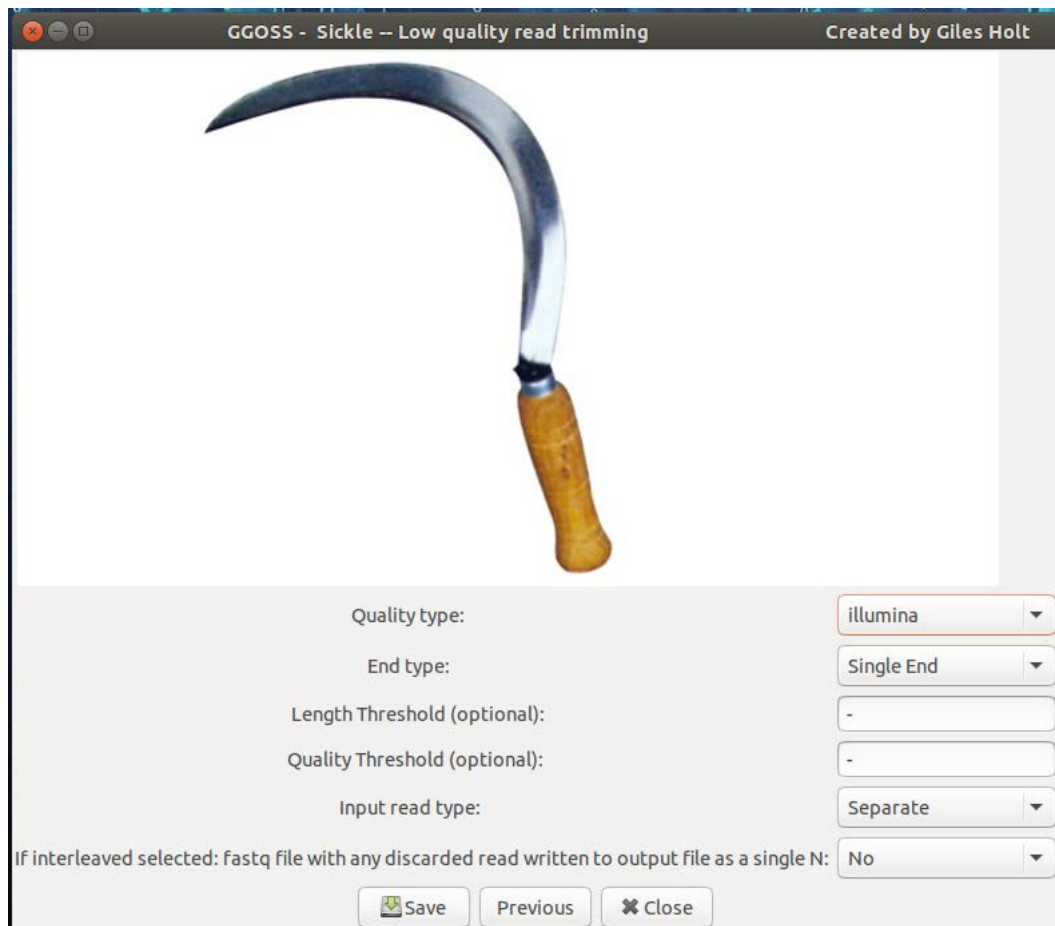 GGOSS - Sickle -- Low quality read trimming Created by Giles Holt
Quality type: illumina
End type: Single End
Length Threshold (optional): -
Quality Threshold (optional): -
Input read type: Separate
If interleaved selected: fastq file with any discarded read written to output file as a single N: No
Save Previous Close